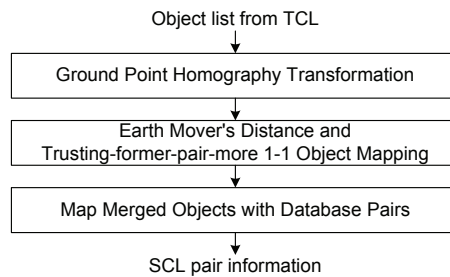 Object list from TCL
Ground Point Homography Transformation
Earth Mover's Distance and
Trusting-former-pair-more 1-1 Object Mapping
Map Merged Objects with Database Pairs
SCL pair information